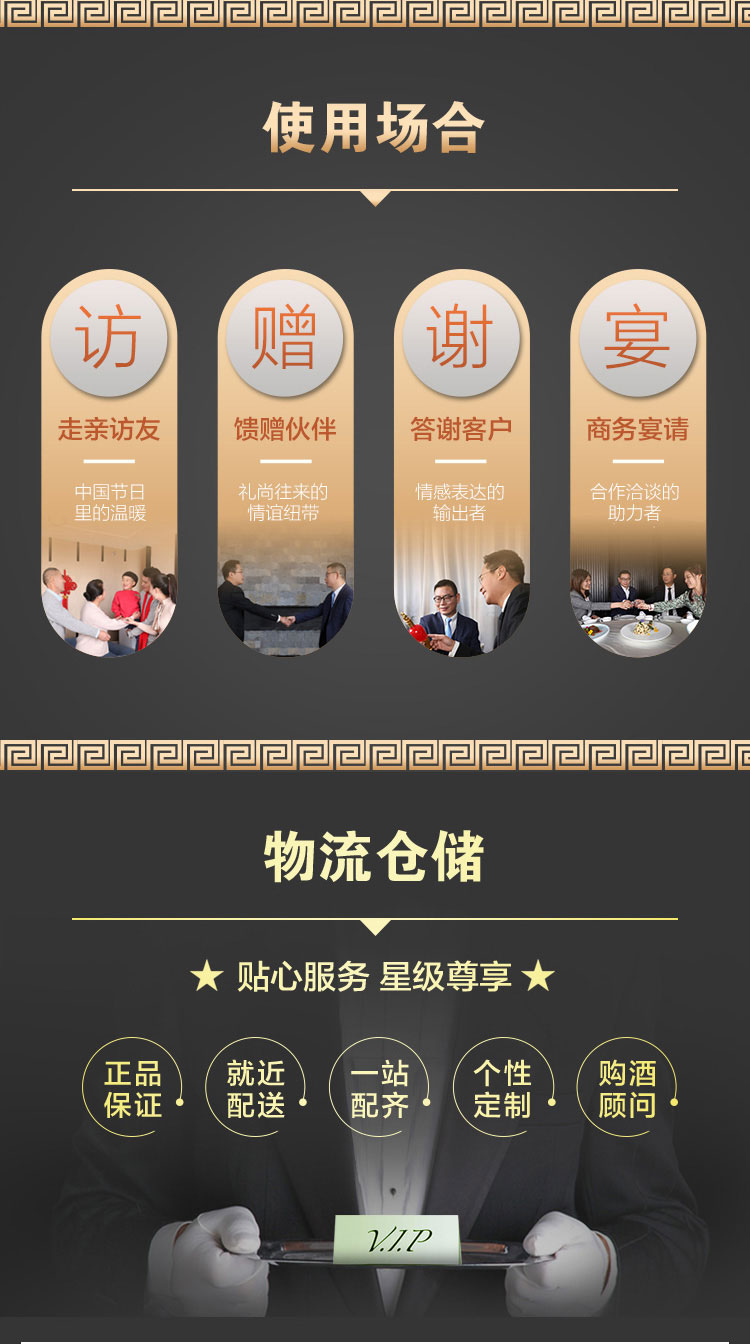 使用场合
访
走亲访友
中国节日
里的温暖
赠
馈赠伙伴
礼尚往来的
情谊纽带
谢
答谢客户
情感表达的
输出者
宴
商务宴请
合作洽谈的
助力者
物流仓储
贴心服务 星级尊享
正品
保证
就近
配送
一站
配齐
个性
定制
购酒
顾问
V.I.P